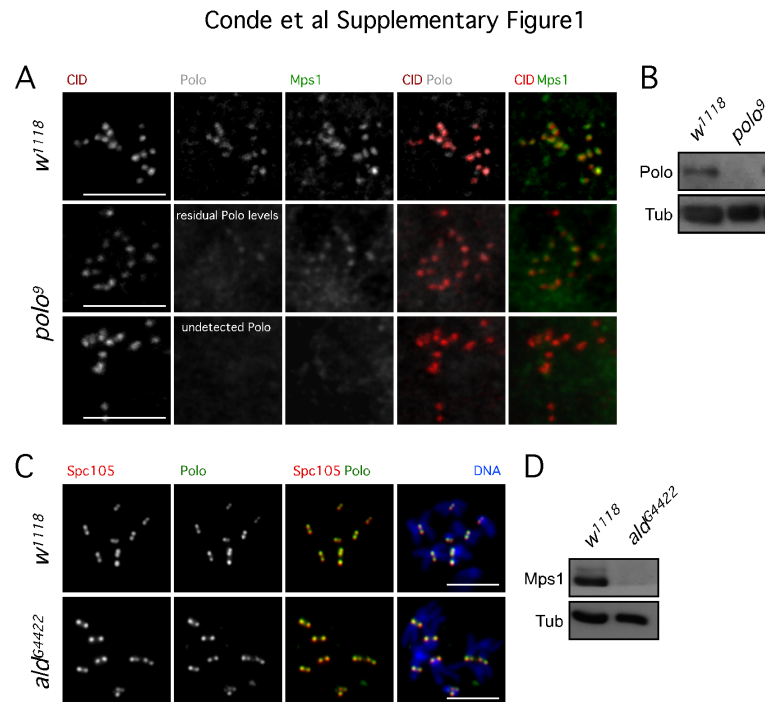 Conde et al Supplementary Figure1
A
CID Polo Mps1 CID Polo CID Mps1
w1118
polo9
residual Polo levels
undetected Polo
B
w1118 polo9
Polo
Tub
C
Spc105 Polo Spc105 Polo DNA
w1118
aldG4422
D
w1118 aldG4422
Mps1
Tub